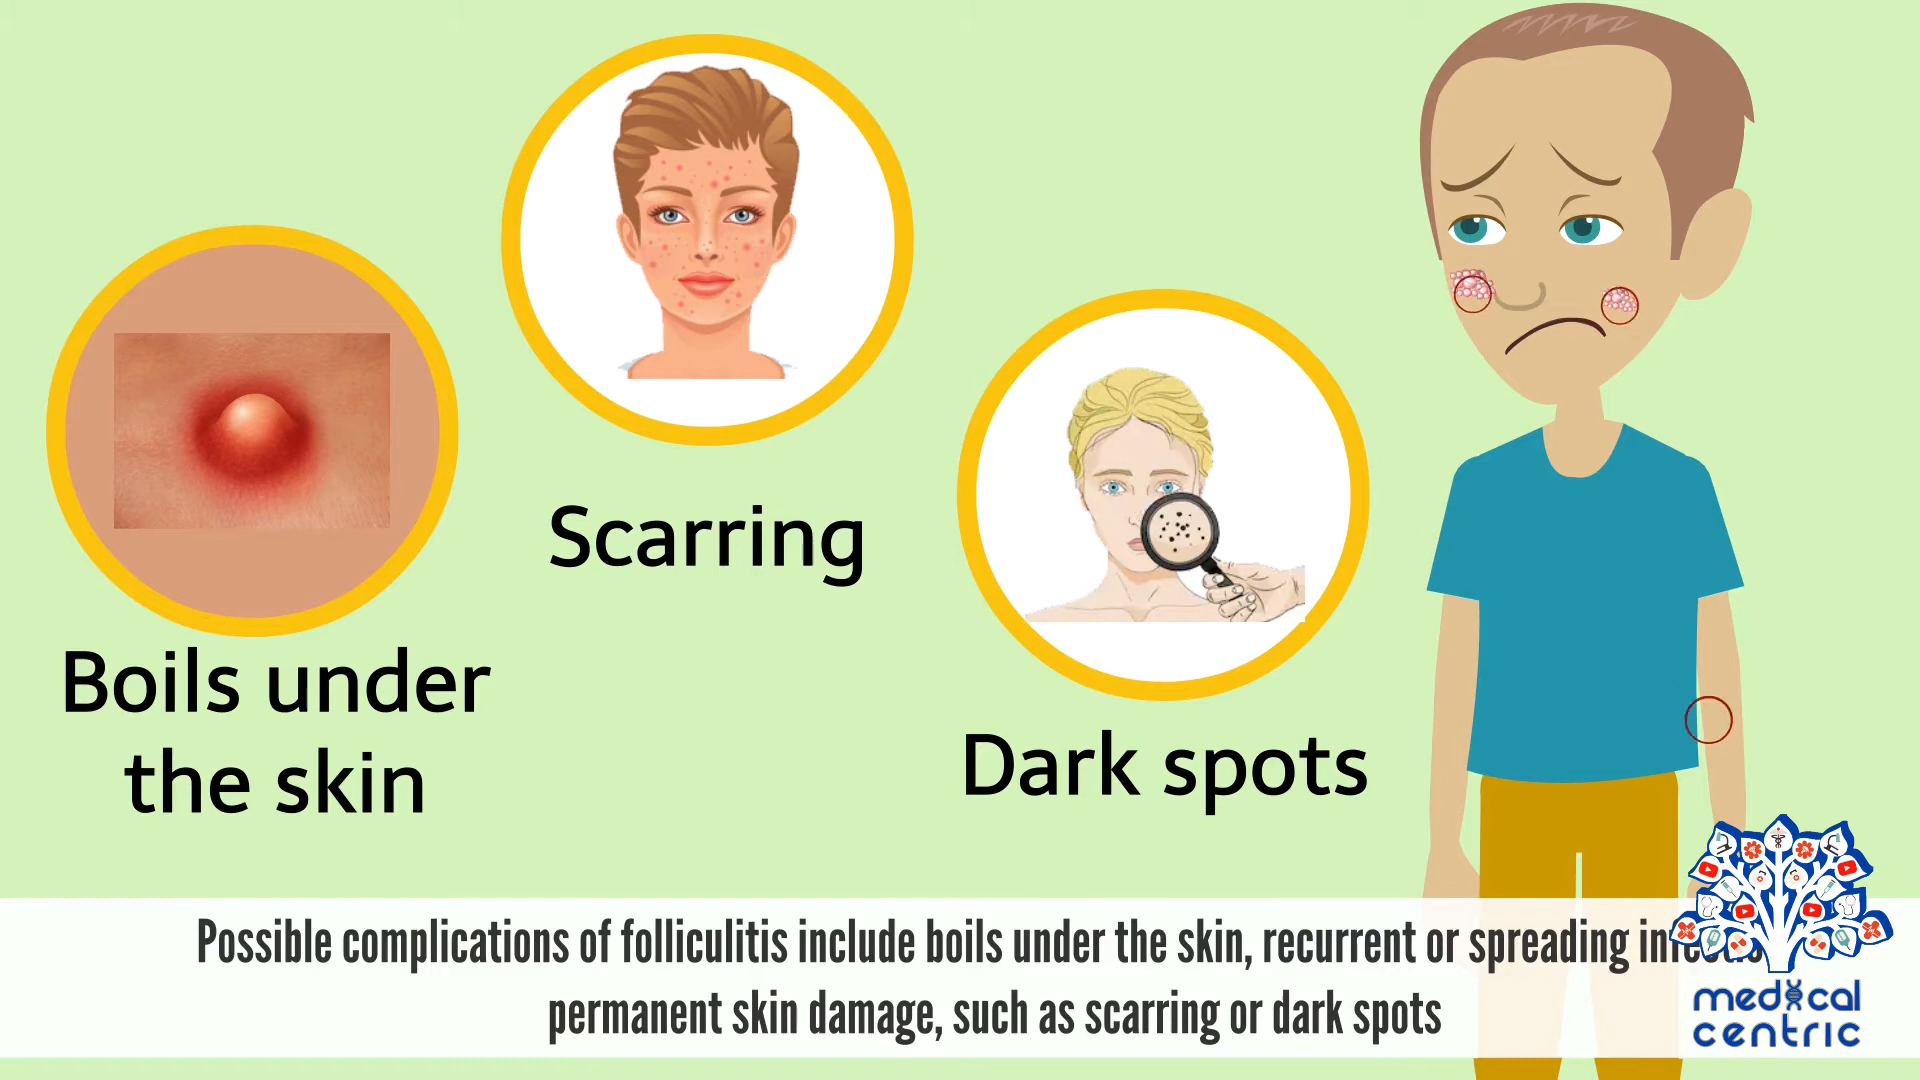 Scarring
Boils under
the skin
Dark spots
Possible complications of folliculitis include boils under the skin, recurrent or spreading
permanent skin damage, such as scarring or dark spots
medical
centric